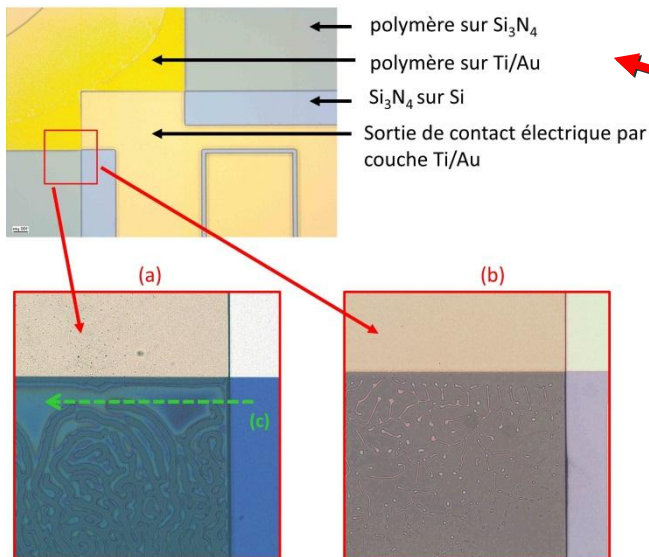 polymère sur Si₃N₄
polymère sur Ti/Au
Si₃N₄ sur Si
Sortie de contact électrique par
couche Ti/Au
(a)
(b)
(c)